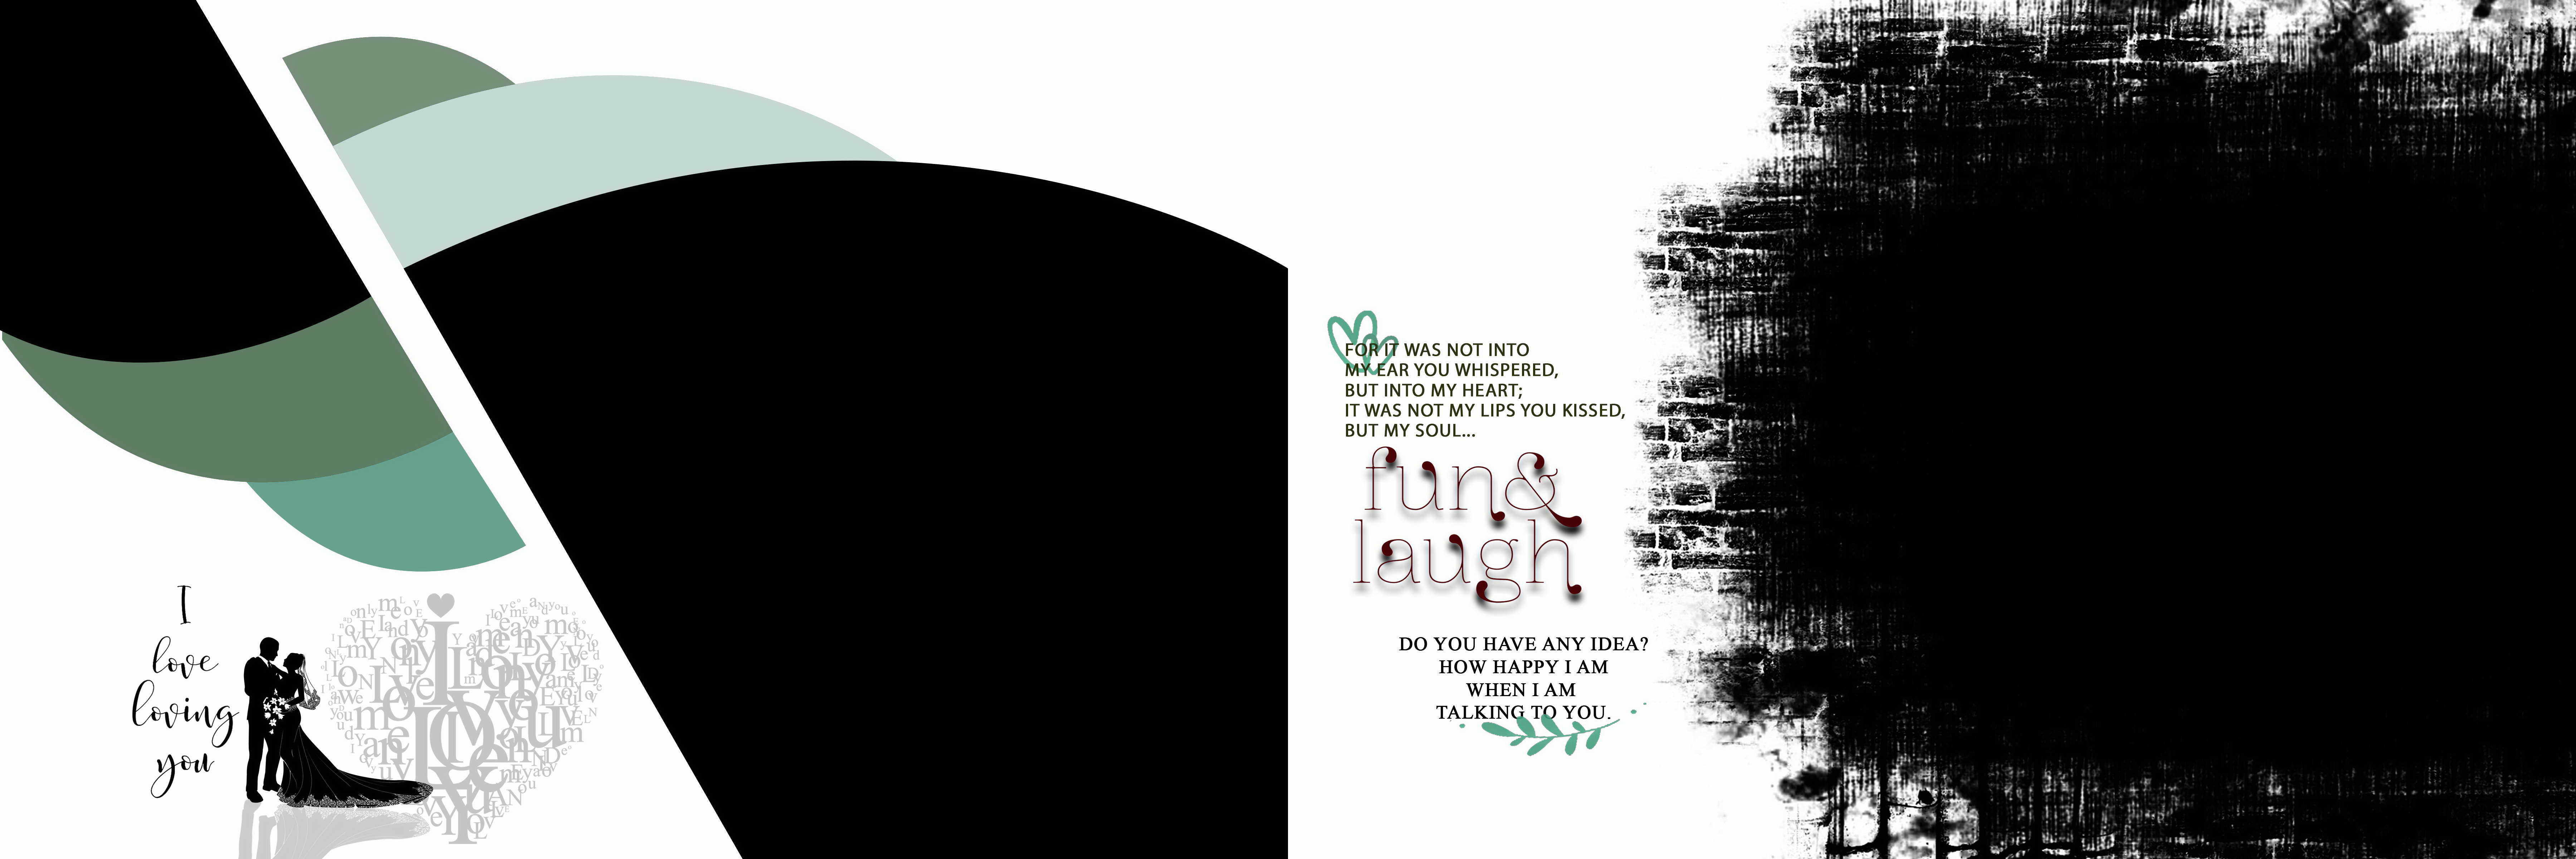 I
love
loving
you
FOR IT WAS NOT INTO
MY EAR YOU WHISPERED,
BUT INTO MY HEART;
IT WAS NOT MY LIPS YOU KISSED,
BUT MY SOUL...
fun&
laugh
DO YOU HAVE ANY IDEA?
HOW HAPPY I AM
WHEN I AM
TALKING TO YOU.